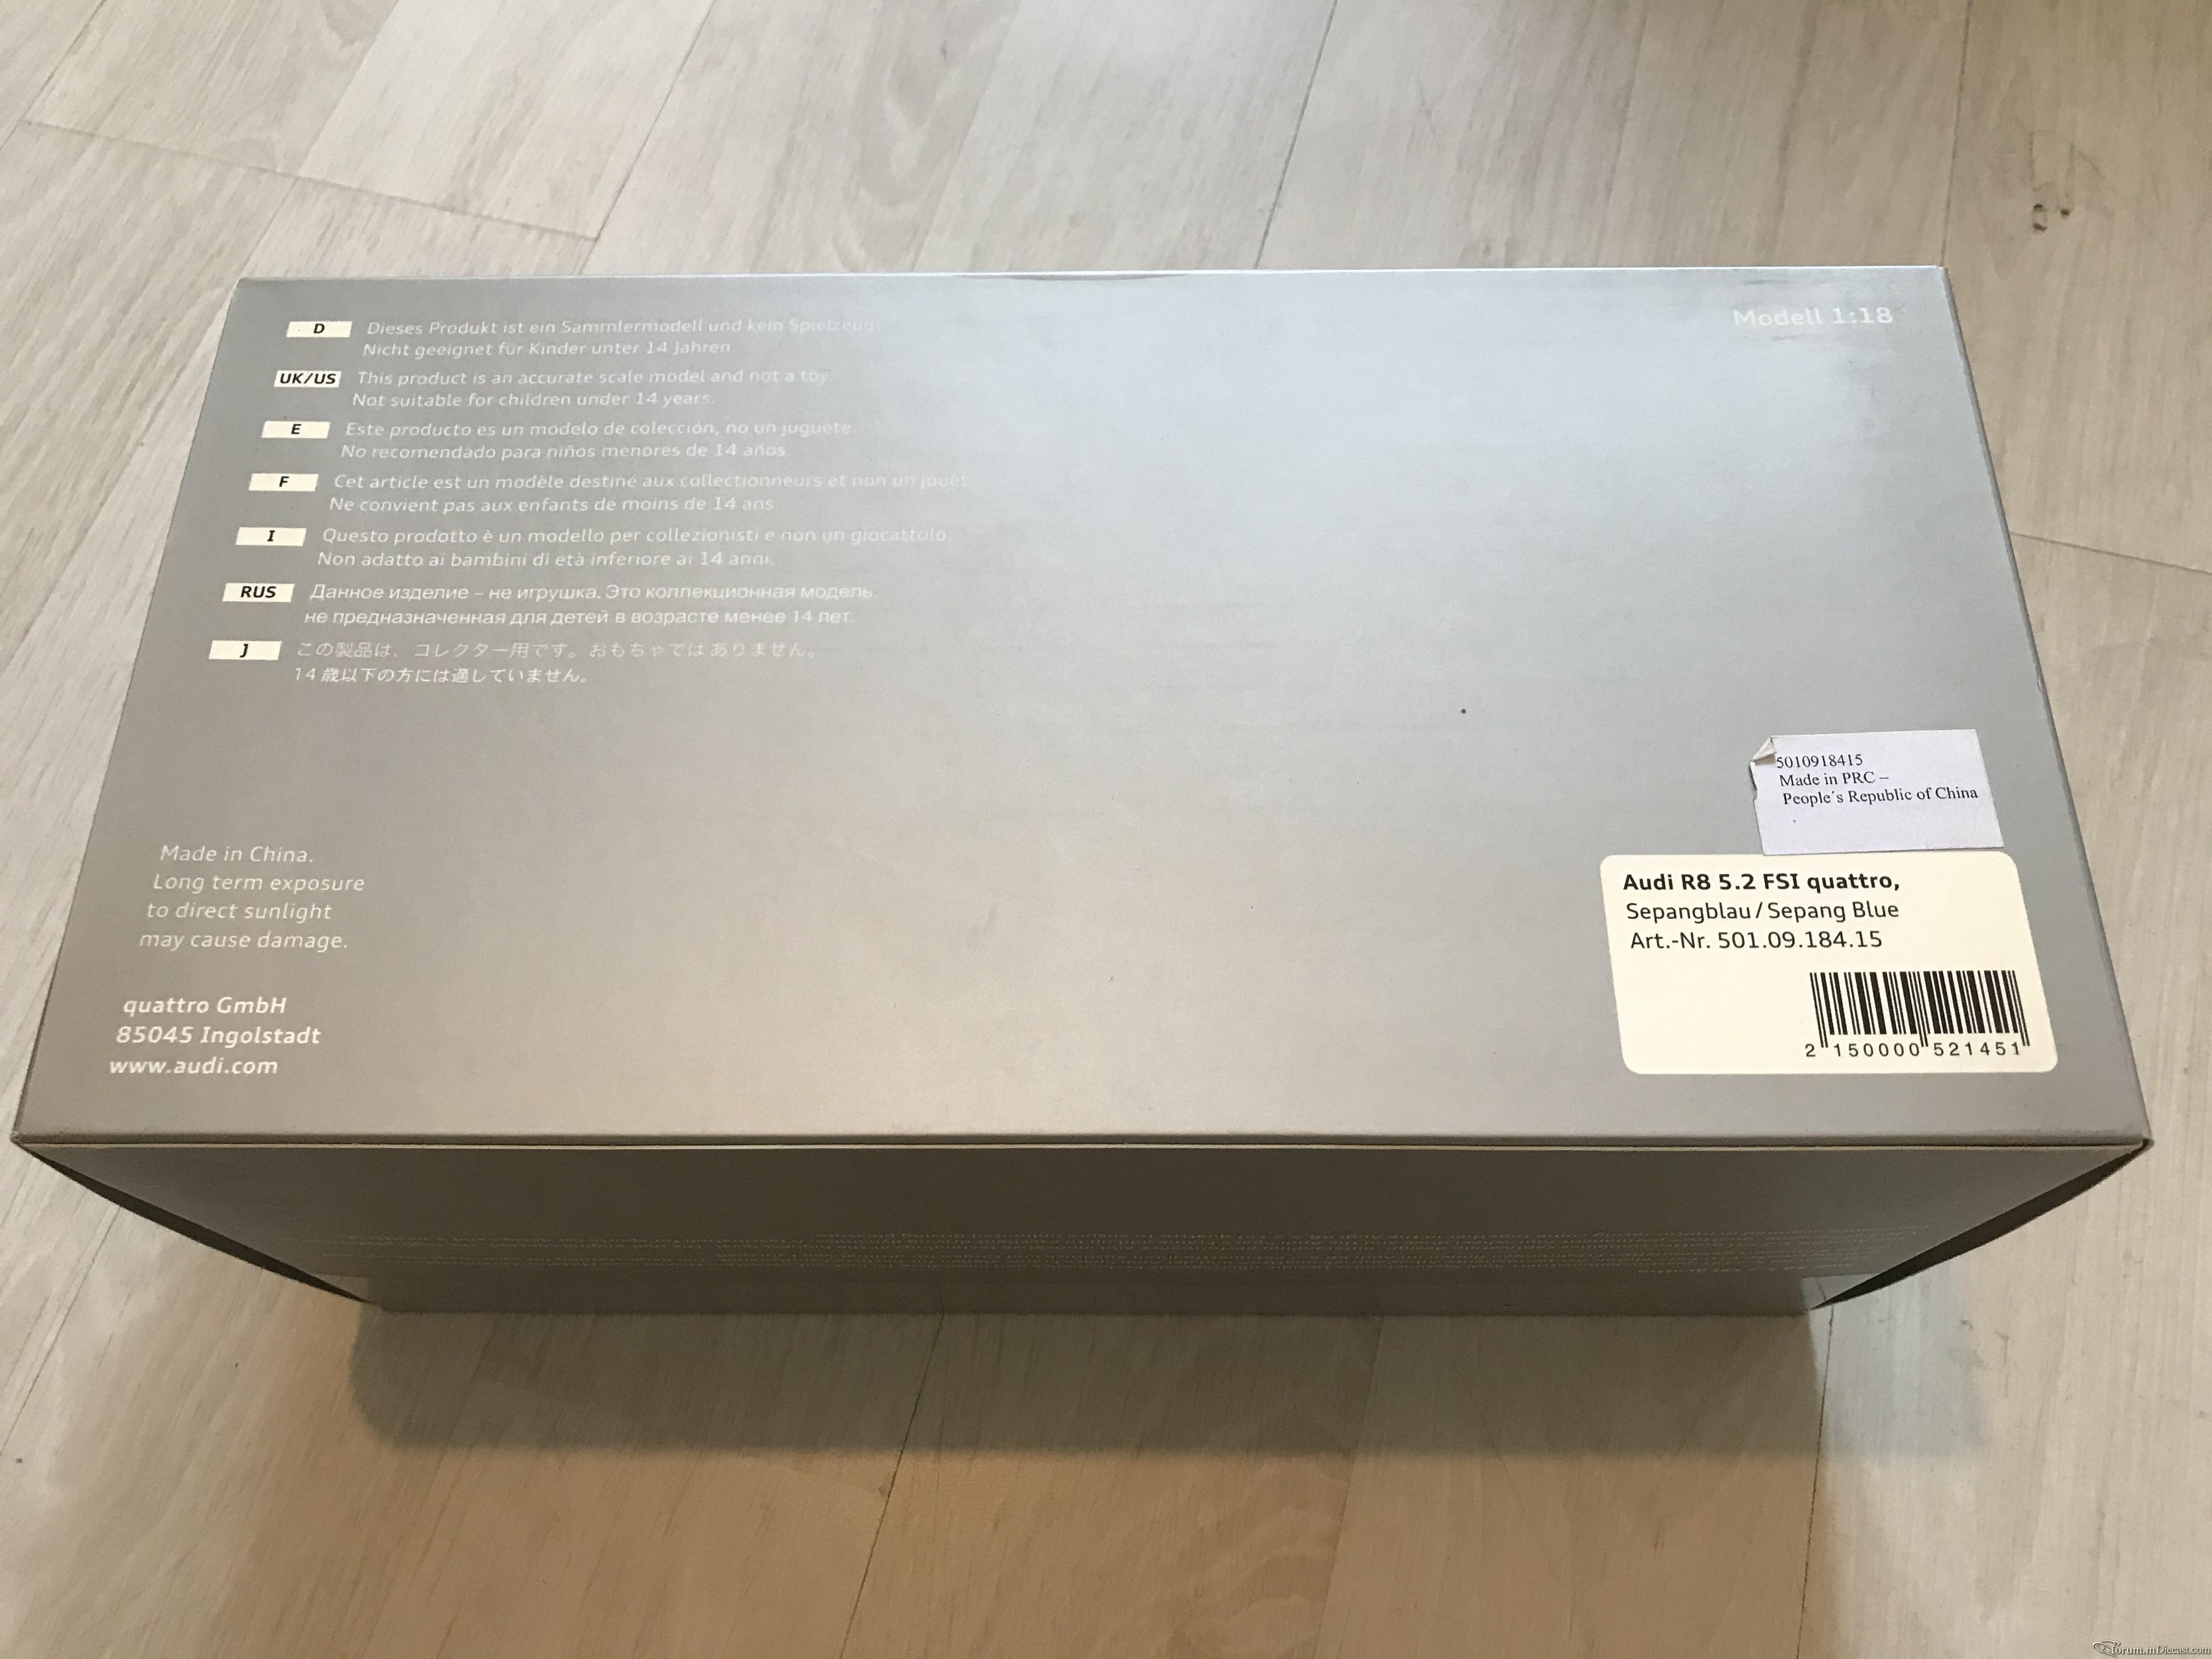 D Dieses Produkt ist ein Sammlermodell und kein Spielzeug.
Nicht geeignet für Kinder unter 14 Jahren.
UK/US This product is an accurate scale model and not a toy.
Not suitable for children under 14 years.
E Este producto es un modelo de colección, no un juguete.
No recomendado para niños menores de 14 años.
F Cet article est un modèle destiné aux collectionneurs et non un jouet.
Ne convient pas aux enfants de moins de 14 ans.
I Questo prodotto è un modello per collezionisti e non un giocattolo.
Non adatto ai bambini di età inferiore ai 14 anni.
RUS Данное изделие – не игрушка. Это коллекционная модель,
не предназначенная для детей в возрасте менее 14 лет.
J この製品は、コレクター用です。おもちゃではありません。
14 歳以下の方には適していません。
Modell 1:18
5010918415
Made in PRC –
People´s Republic of China
Made in China.
Long term exposure
to direct sunlight
may cause damage.
quattro GmbH
85045 Ingolstadt
www.audi.com
Audi R8 5.2 FSI quattro,
Sepangblau / Sepang Blue
Art.-Nr. 501.09.184.15
2 150000 521451
forum.mDiecast.com